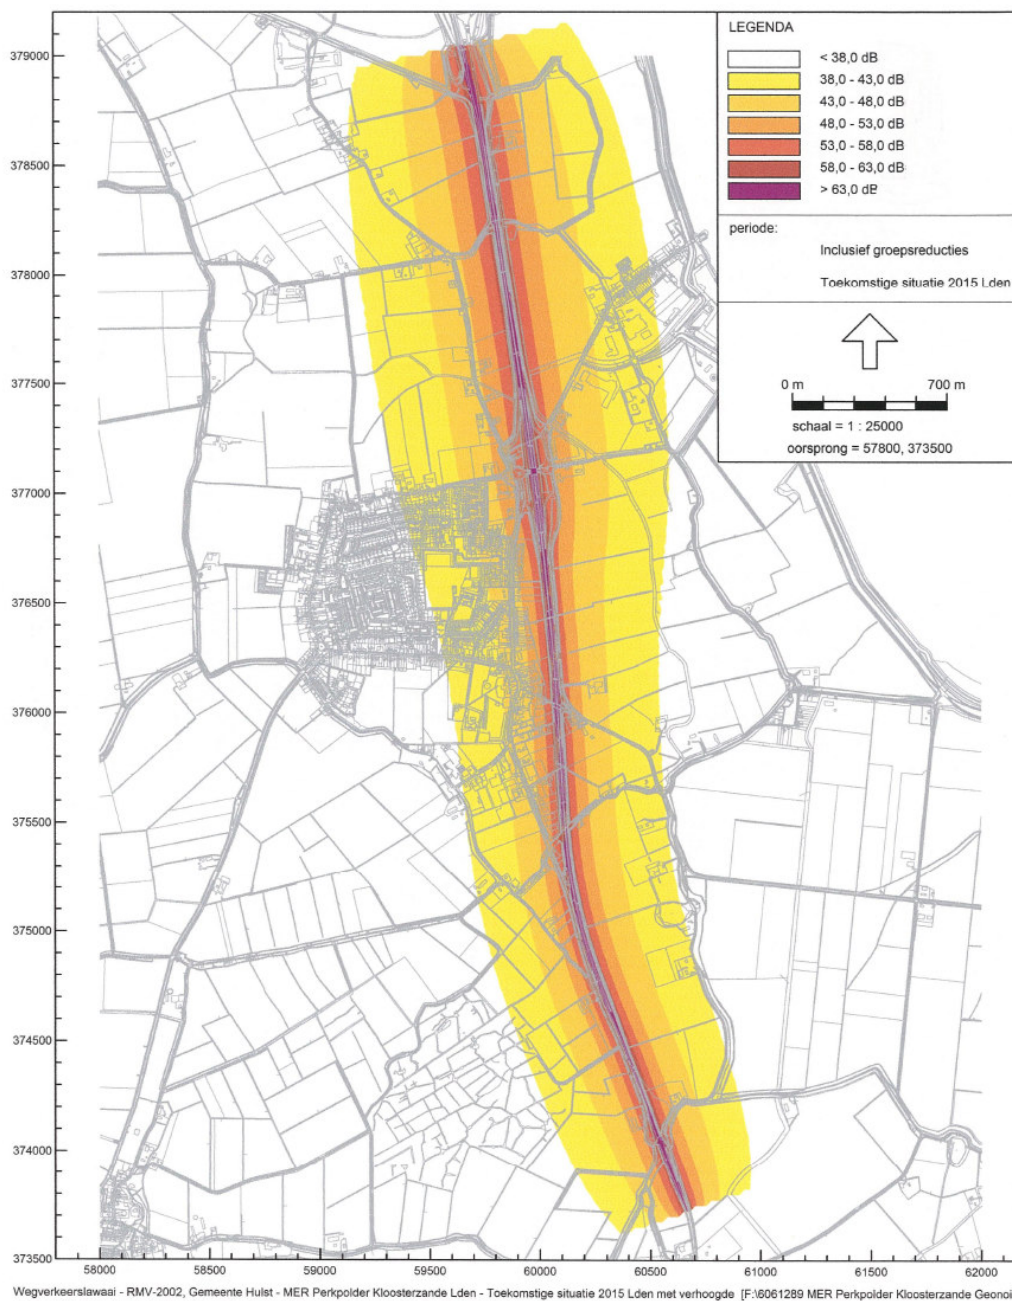 LEGENDA
< 38,0 dB
38,0 - 43,0 dB
43,0 - 48,0 dB
48,0 - 53,0 dB
53,0 - 58,0 dB
58,0 - 63,0 dB
> 63,0 dB
periode:
Inclusief groepsreducties
Toekomstige situatie 2015 Lden
0 m 700 m
schaal = 1 : 25000
oorsprong = 57800, 373500
379000
378500
378000
377500
377000
376500
376000
375500
375000
374500
374000
373500
58000 58500 59000 59500 60000 60500 61000 61500 62000
Wegverkeerslawaai - RMV-2002, Gemeente Hulst - MER Perkpolder Kloosterzande Lden - Toekomstige situatie 2015 Lden met verhoogde [F:\6061289 MER Perkpolder Kloosterzande Geonoi